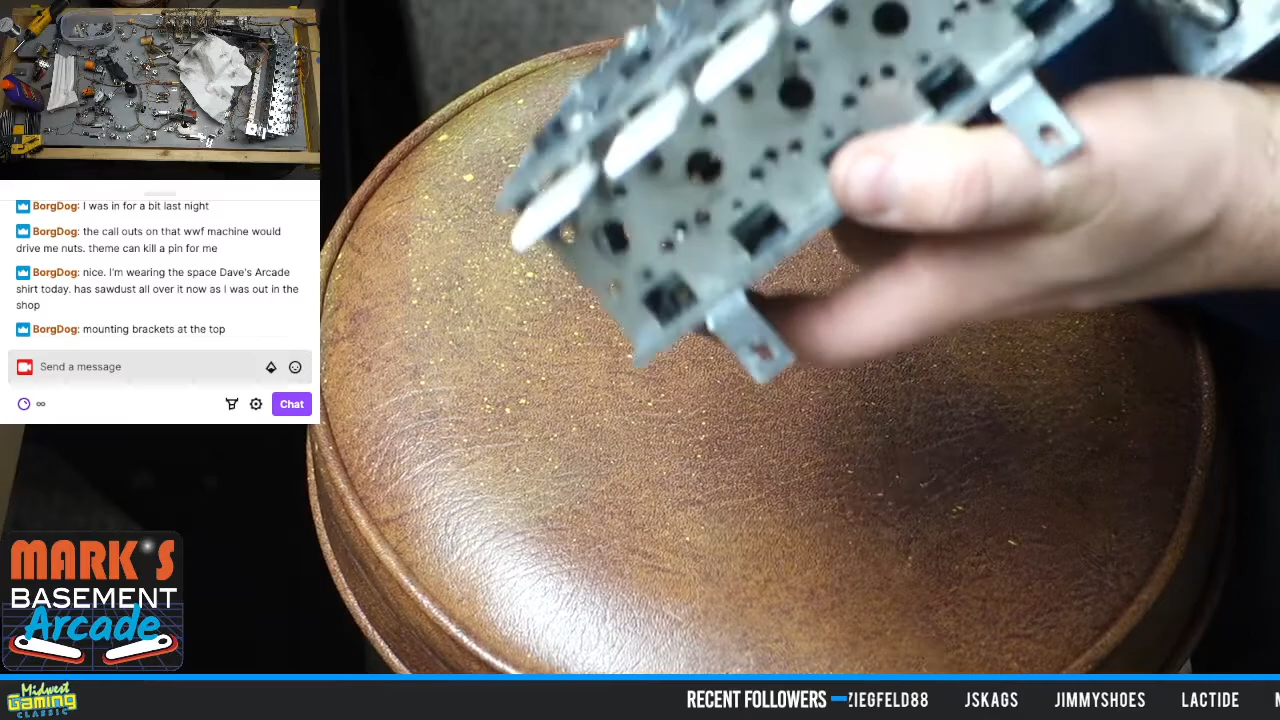 BorgDog: I was in for a bit last night
BorgDog: the call outs on that wwf machine would
drive me nuts. theme can kill a pin for me
BorgDog: nice. I'm wearing the space Dave's Arcade
shirt today. has sawdust all over it now as I was out in the
shop
BorgDog: mounting brackets at the top
Send a message
∞
Chat
MARK'S
BASEMENT
Arcade
Midwest
GAMING
CLASSIC
RECENT FOLLOWERS ZIEGFELD88 JSKAGS JIMMYSHOES LACTIDE